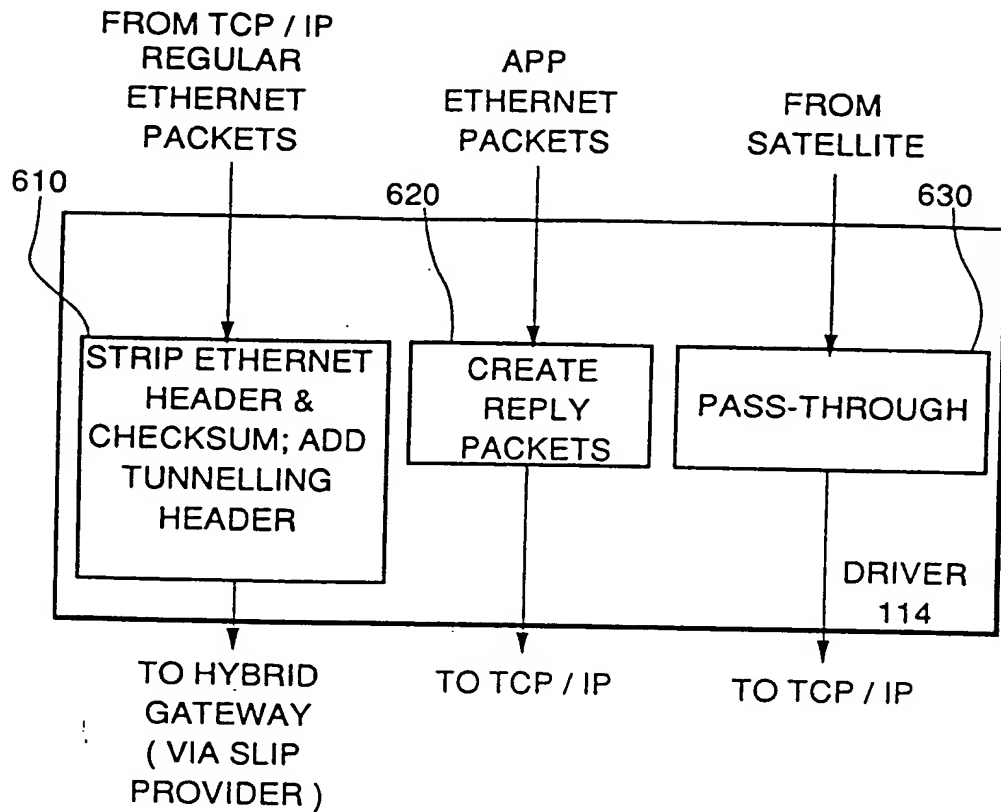 FROM TCP / IP
REGULAR
ETHERNET
PACKETS
APP
ETHERNET
PACKETS
FROM
SATELLITE
610
620
630
STRIP ETHERNET
HEADER &
CHECKSUM; ADD
TUNNELLING
HEADER
CREATE
REPLY
PACKETS
PASS-THROUGH
DRIVER
114
TO HYBRID
GATEWAY
( VIA SLIP
PROVIDER )
TO TCP / IP
TO TCP / IP